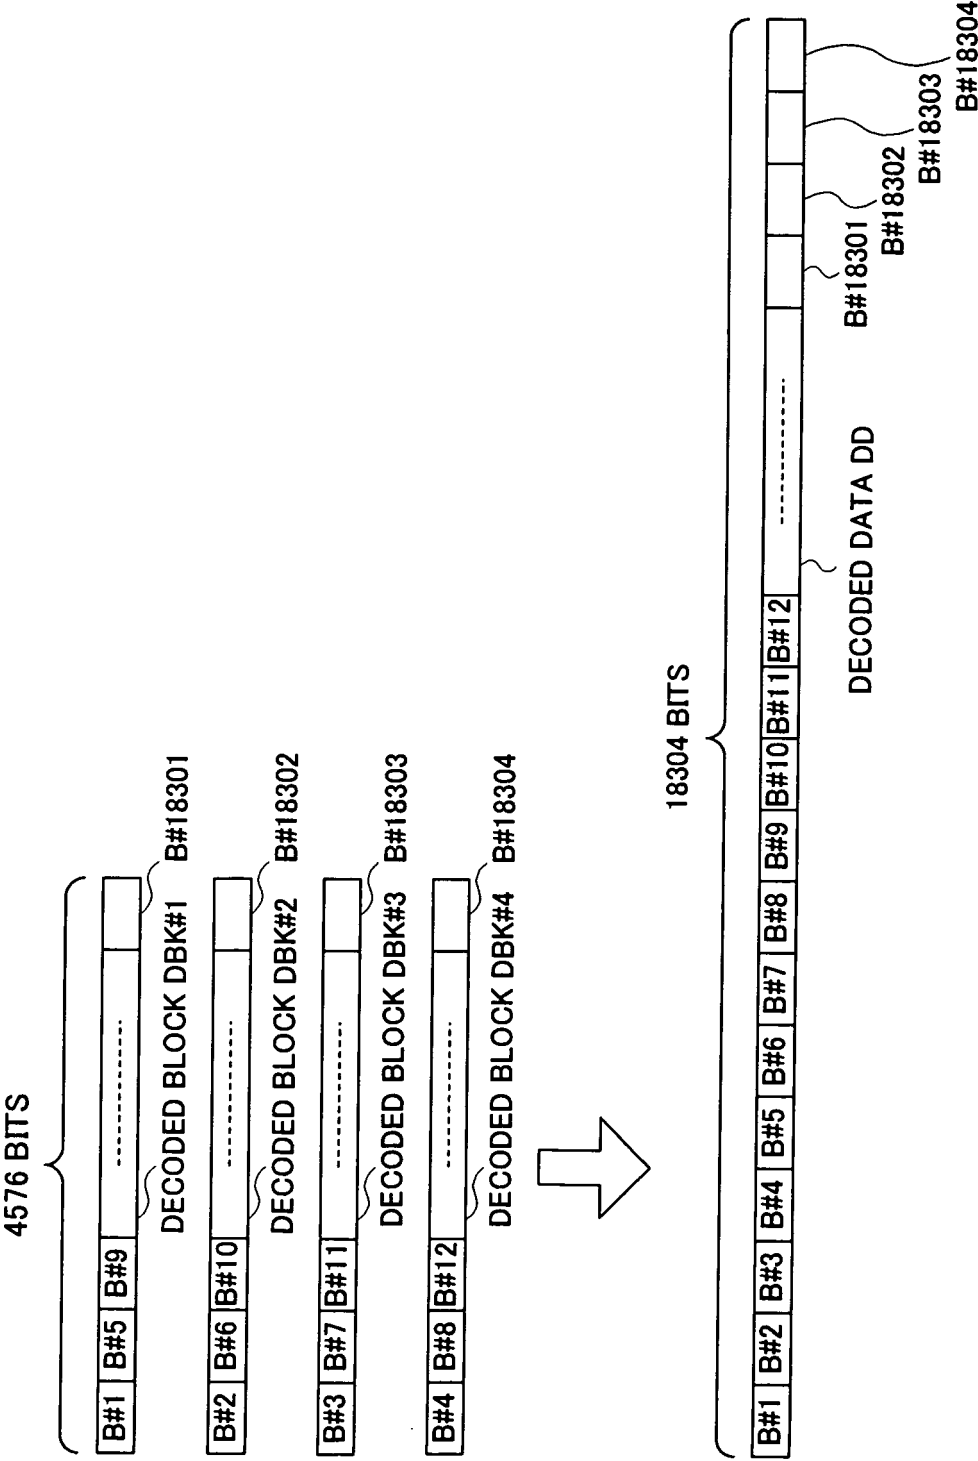 4576 BITS
B#1 B#5 B#9
B#18301
DECODED BLOCK DBK#1
B#2 B#6 B#10
B#18302
DECODED BLOCK DBK#2
B#3 B#7 B#11
B#18303
DECODED BLOCK DBK#3
B#4 B#8 B#12
B#18304
DECODED BLOCK DBK#4
18304 BITS
B#1 B#2 B#3 B#4 B#5 B#6 B#7 B#8 B#9 B#10 B#11 B#12
DECODED DATA DD
B#18301
B#18302
B#18303
B#18304